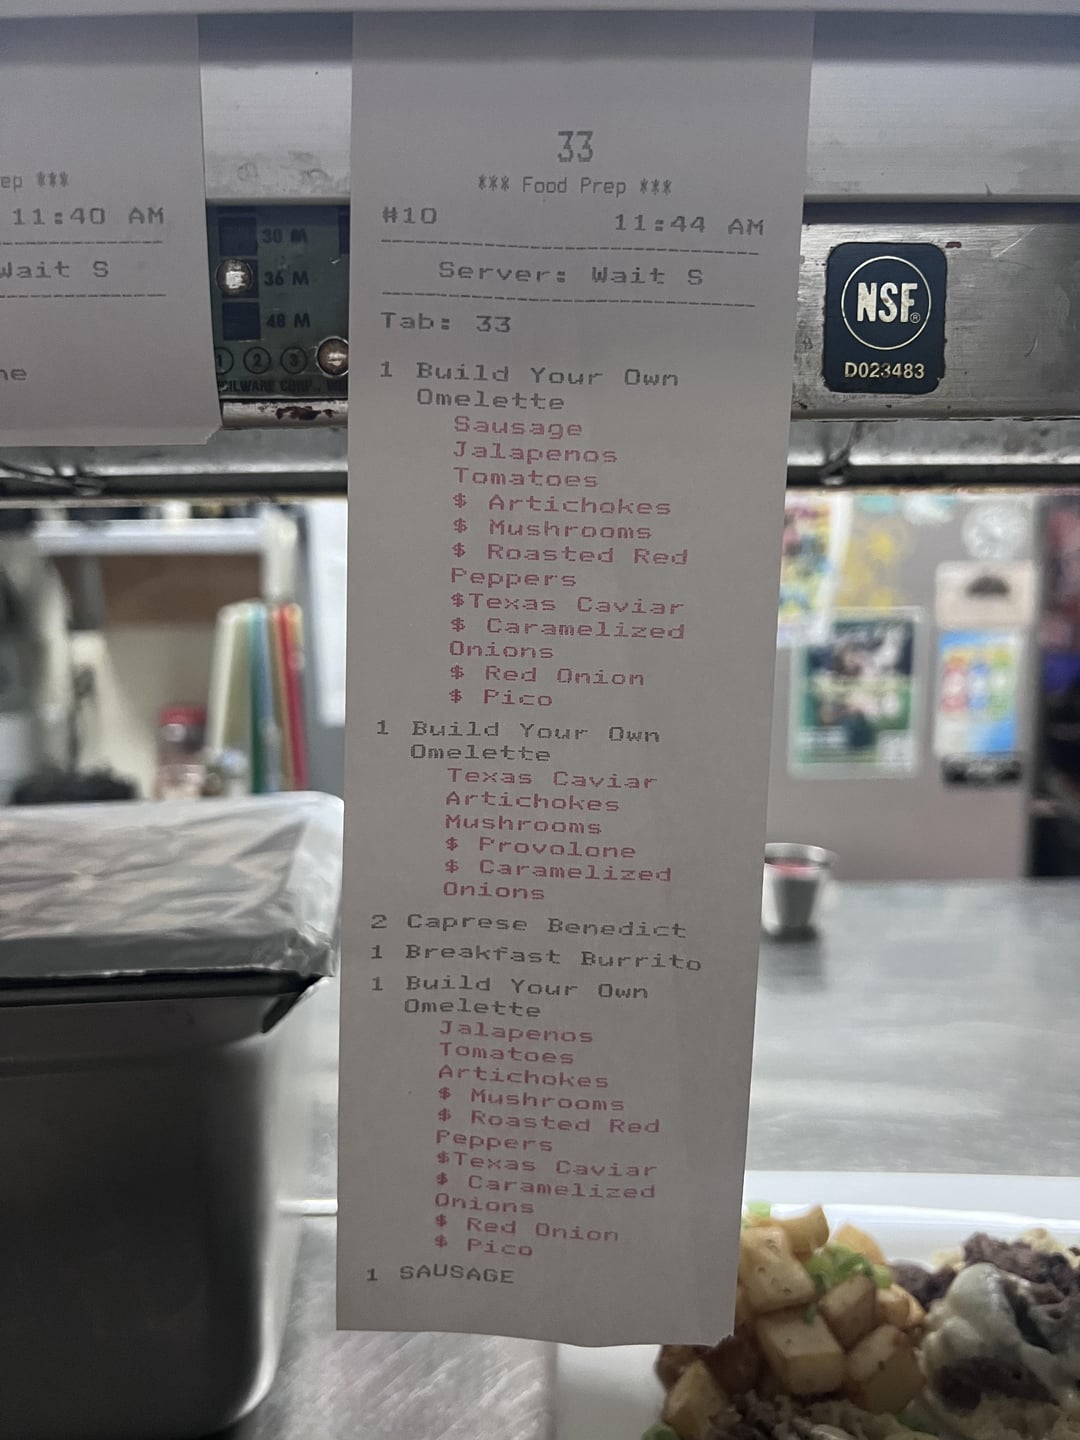 ep ***
11:40 AM
Wait S
ne
30 M
36 M
48 M
1 2 3
33
*** Food Prep ***
#10 11:44 AM
Server: Wait S
Tab: 33
1 Build Your Own
Omelette
Sausage
Jalapenos
Tomatoes
$ Artichokes
$ Mushrooms
$ Roasted Red
Peppers
$Texas Caviar
$ Caramelized
Onions
$ Red Onion
$ Pico
1 Build Your Own
Omelette
Texas Caviar
Artichokes
Mushrooms
$ Provolone
$ Caramelized
Onions
2 Caprese Benedict
1 Breakfast Burrito
1 Build Your Own
Omelette
Jalapenos
Tomatoes
Artichokes
$ Mushrooms
$ Roasted Red
Peppers
$Texas Caviar
$ Caramelized
Onions
$ Red Onion
$ Pico
1 SAUSAGE
NSF®
D023483